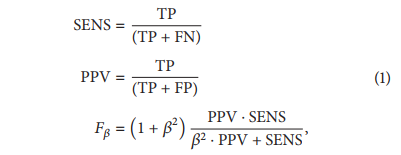 SENS = TP / (TP + FN)
PPV = TP / (TP + FP) (1)
F_β = (1 + β²) PPV · SENS / β² · PPV + SENS,